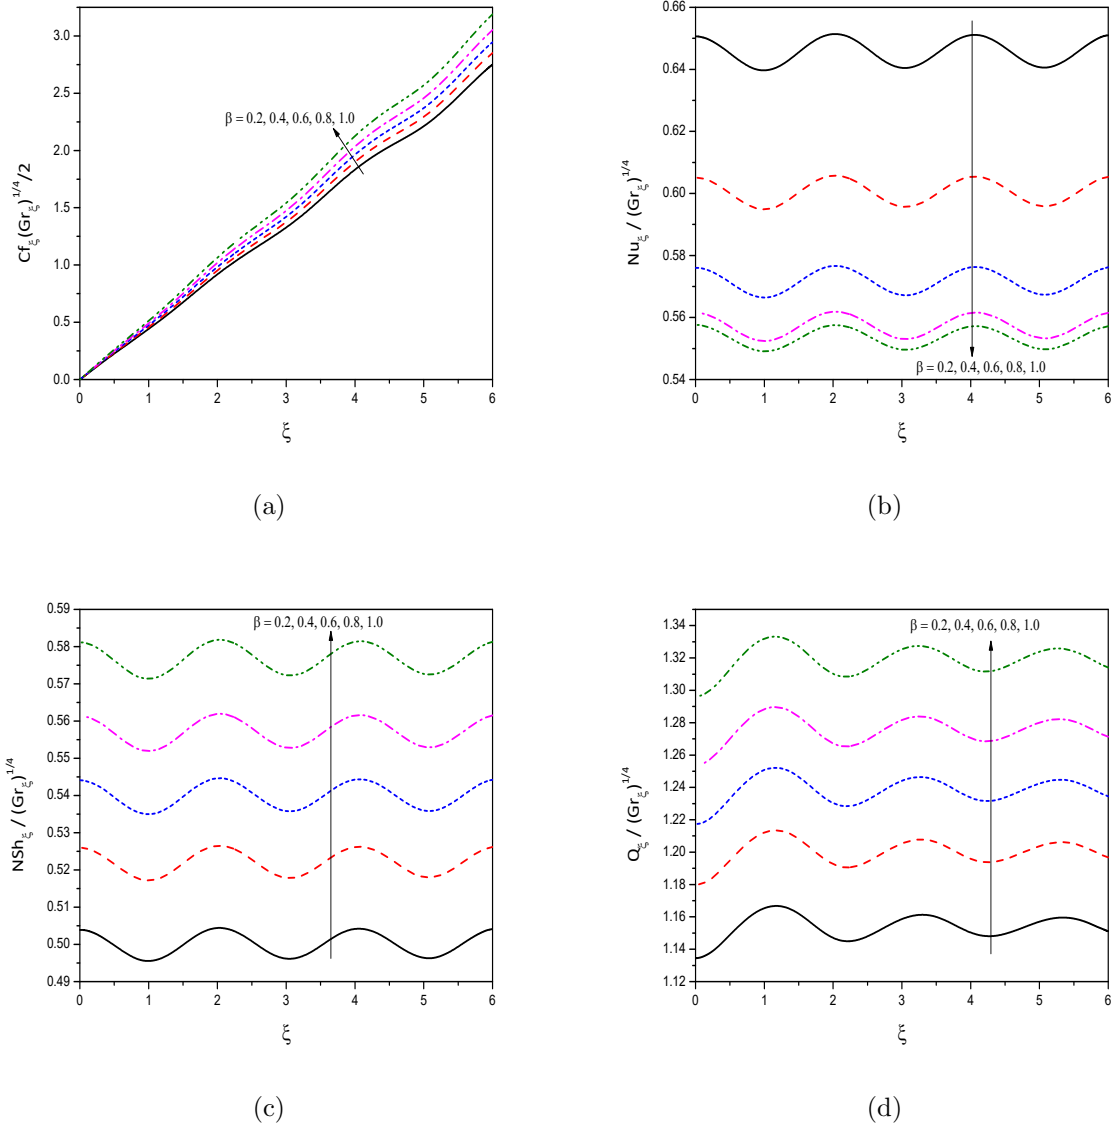 3.0
2.5
2.0
1.5
1.0
0.5
0.0
Cf_ξ(Gr_ξ)^1/4/2
β = 0.2, 0.4, 0.6, 0.8, 1.0
0 1 2 3 4 5 6
ξ
(a)
0.66
0.64
0.62
0.60
0.58
0.56
0.54
Nu_ξ / (Gr_ξ)^1/4
β = 0.2, 0.4, 0.6, 0.8, 1.0
0 1 2 3 4 5 6
ξ
(b)
0.59
0.58
0.57
0.56
0.55
0.54
0.53
0.52
0.51
0.50
0.49
NSh_ξ / (Gr_ξ)^1/4
β = 0.2, 0.4, 0.6, 0.8, 1.0
0 1 2 3 4 5 6
ξ
(c)
1.34
1.32
1.30
1.28
1.26
1.24
1.22
1.20
1.18
1.16
1.14
1.12
Q_ξ / (Gr_ξ)^1/4
β = 0.2, 0.4, 0.6, 0.8, 1.0
0 1 2 3 4 5 6
ξ
(d)